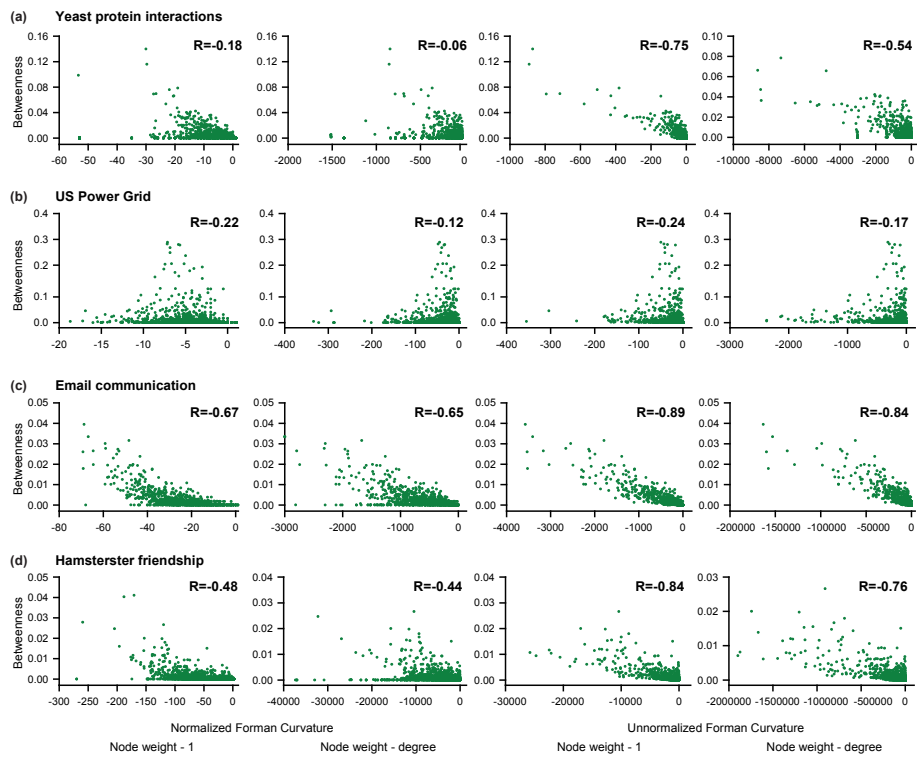 (a) Yeast protein interactions
R=-0.18 R=-0.06 R=-0.75 R=-0.54
Betweenness
0.16 0.12 0.08 0.04 0.00
-60 -50 -40 -30 -20 -10 0
0.16 0.12 0.08 0.04 0.00
-2000 -1500 -1000 -500 0
0.16 0.12 0.08 0.04 0.00
-1000 -800 -600 -400 -200 0
0.10 0.08 0.06 0.04 0.02 0.00
-10000 -8000 -6000 -4000 -2000 0
(b) US Power Grid
R=-0.22 R=-0.12 R=-0.24 R=-0.17
Betweenness
0.4 0.3 0.2 0.1 0.0
-20 -15 -10 -5 0
0.4 0.3 0.2 0.1 0.0
-400 -300 -200 -100 0
0.4 0.3 0.2 0.1 0.0
-400 -300 -200 -100 0
0.4 0.3 0.2 0.1 0.0
-3000 -2000 -1000 0
(c) Email communication
R=-0.67 R=-0.65 R=-0.89 R=-0.84
Betweenness
0.05 0.04 0.03 0.02 0.01 0.00
-80 -60 -40 -20 0
0.05 0.04 0.03 0.02 0.01 0.00
-3000 -2000 -1000 0
0.05 0.04 0.03 0.02 0.01 0.00
-4000 -3000 -2000 -1000 0
0.05 0.04 0.03 0.02 0.01 0.00
-200000 -150000 -100000 -50000 0
(d) Hamsterster friendship
R=-0.48 R=-0.44 R=-0.84 R=-0.76
Betweenness
0.05 0.04 0.03 0.02 0.01 0.00
-300 -250 -200 -150 -100 -50 0
0.04 0.03 0.02 0.01 0.00
-40000 -30000 -20000 -10000 0
0.04 0.03 0.02 0.01 0.00
-30000 -20000 -10000 0
0.03 0.02 0.01 0.00
-2000000 -1500000 -1000000 -500000 0
Normalized Forman Curvature Unnormalized Forman Curvature
Node weight - 1 Node weight - degree Node weight - 1 Node weight - degree